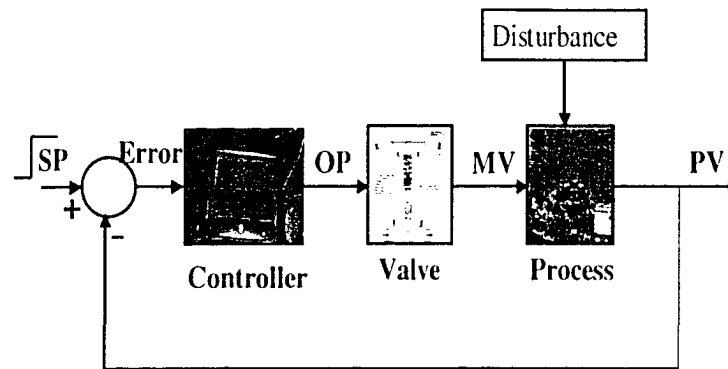 Disturbance
SP
Error
OP
MV
PV
+
-
Controller
Valve
Process